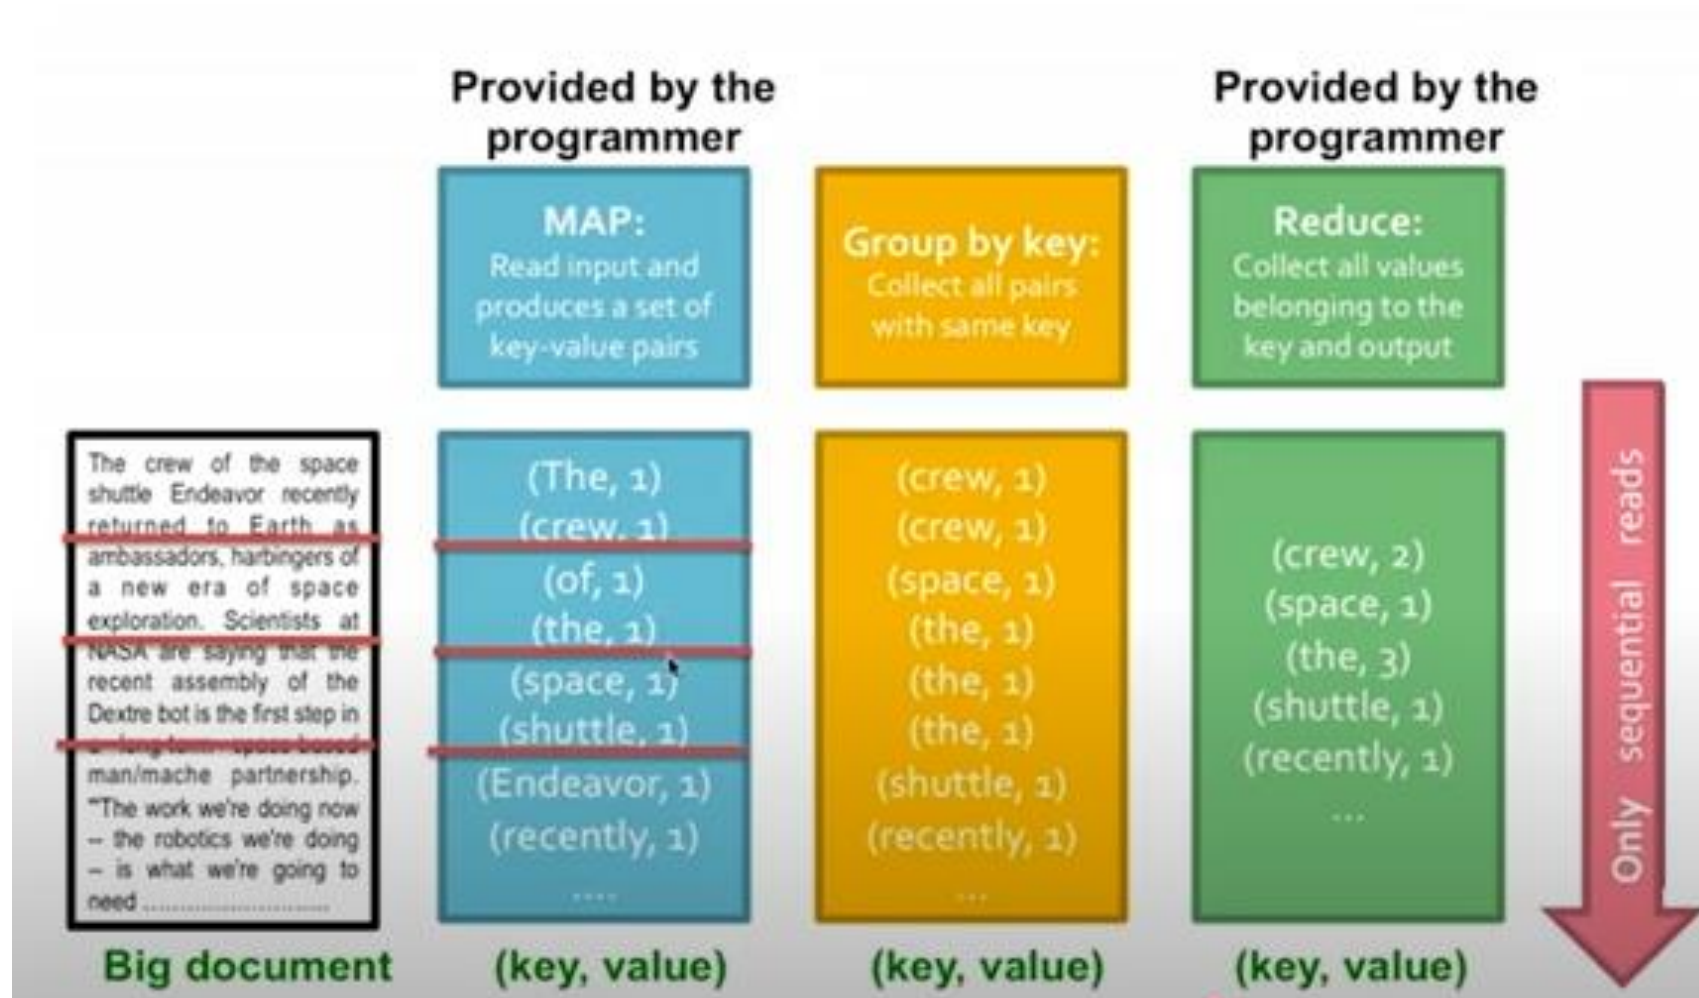 Provided by the
programmer
Provided by the
programmer
MAP:
Read input and
produces a set of
key-value pairs
Group by key:
Collect all pairs
with same key
Reduce:
Collect all values
belonging to the
key and output
The crew of the space
shuttle Endeavor recently
returned to Earth as
ambassadors, harbingers of
a new era of space
exploration. Scientists at
NASA are saying that the
recent assembly of the
Dextre bot is the first step in
a long-term space-based
man/mache partnership.
"The work we're doing now
– the robotics we're doing
– is what we're going to
need ..........................
Big document
(The, 1)
(crew, 1)
(of, 1)
(the, 1)
(space, 1)
(shuttle, 1)
(Endeavor, 1)
(recently, 1)
....
(key, value)
(crew, 1)
(crew, 1)
(space, 1)
(the, 1)
(the, 1)
(the, 1)
(shuttle, 1)
(recently, 1)
...
(key, value)
(crew, 2)
(space, 1)
(the, 3)
(shuttle, 1)
(recently, 1)
...
(key, value)
Only sequential reads